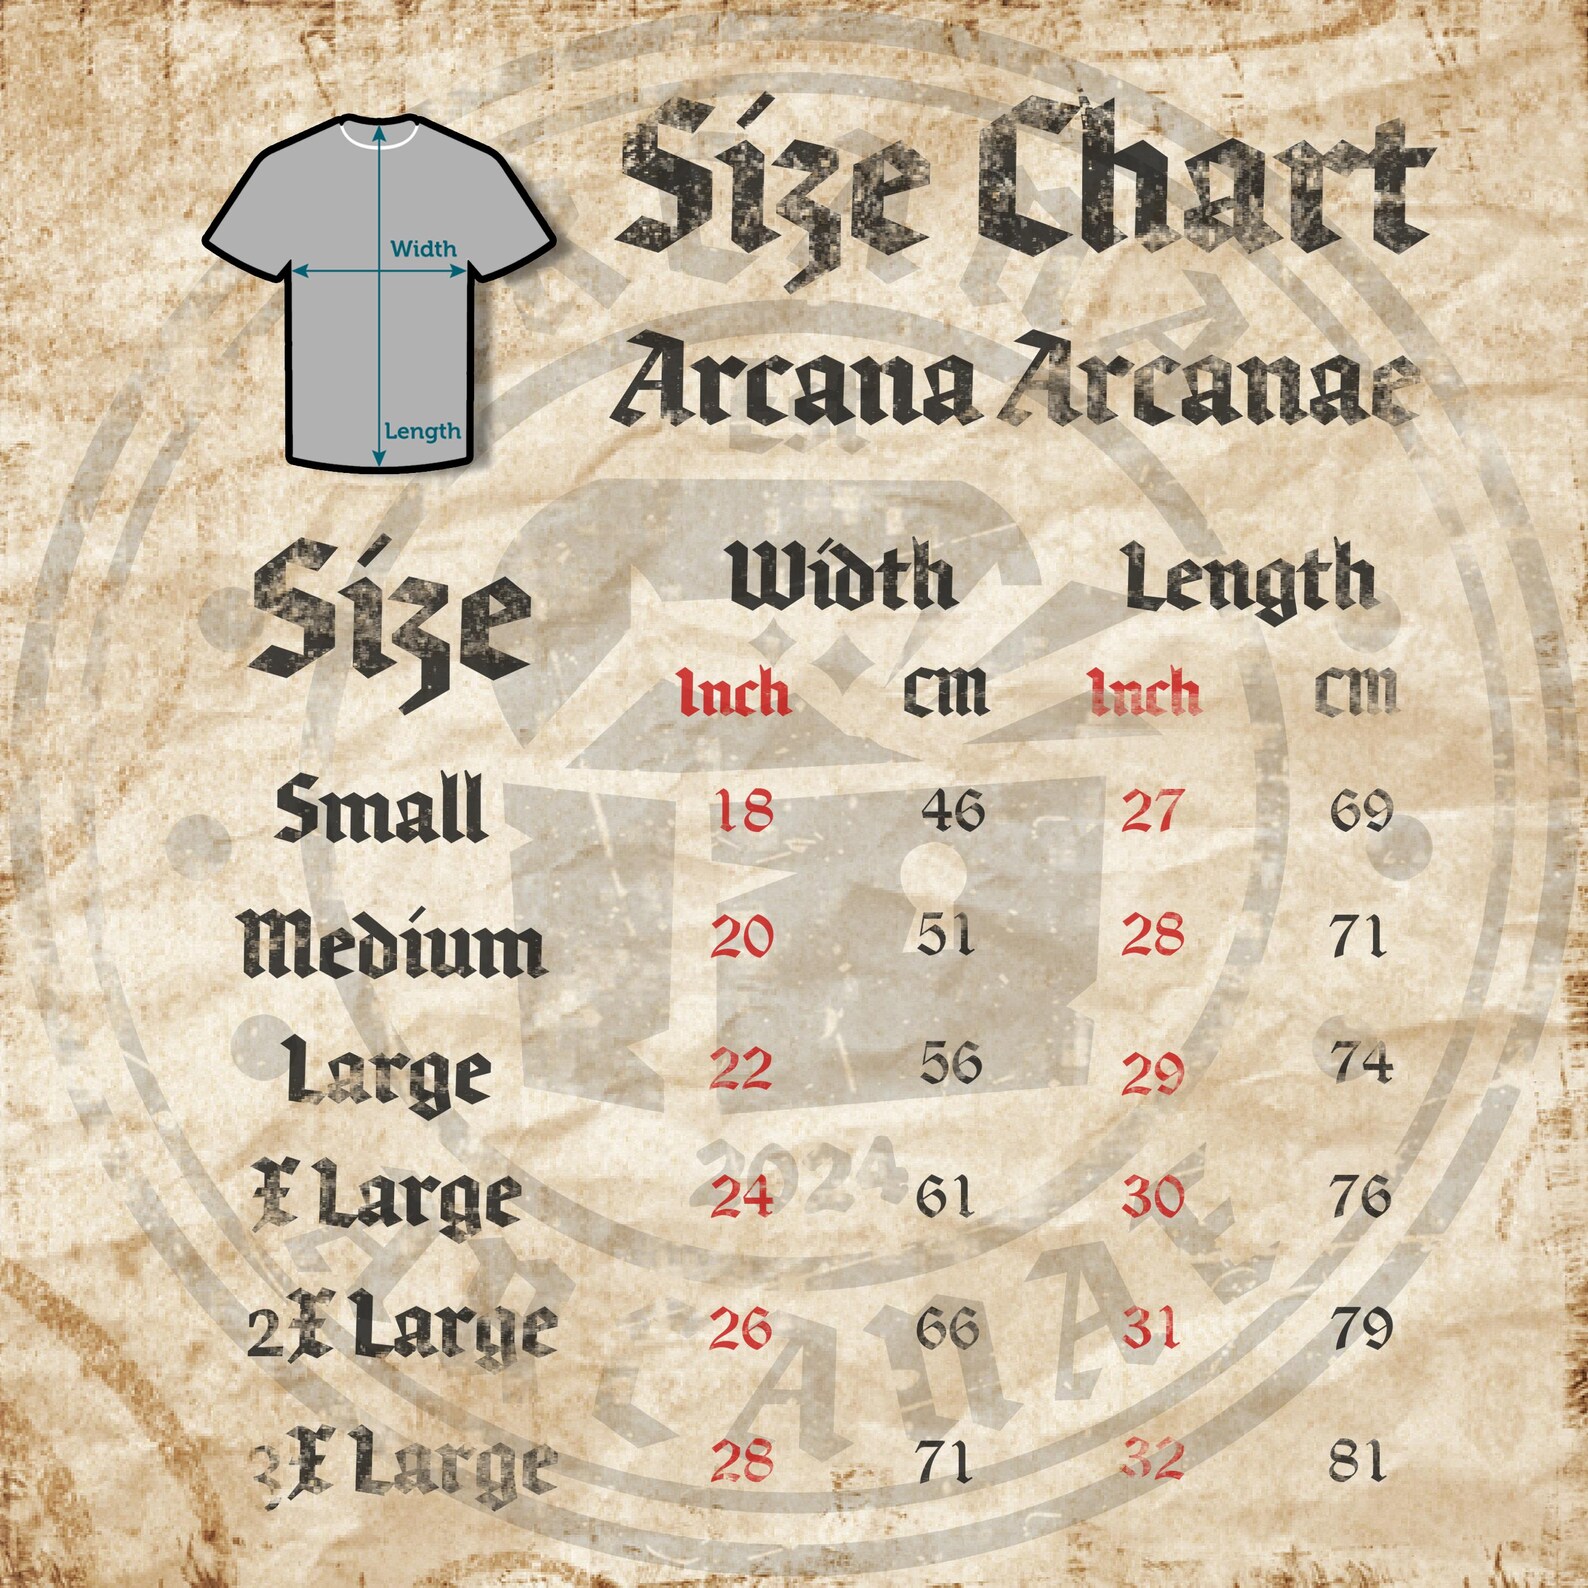 Size Chart
Arcana Arcanae
Width
Length
Size Width Length
Inch CM Inch CM
Small 18 46 27 69
Medium 20 51 28 71
Large 22 56 29 74
X Large 24 61 30 76
2X Large 26 66 31 79
3X Large 28 71 32 81
2024
ARCANAE